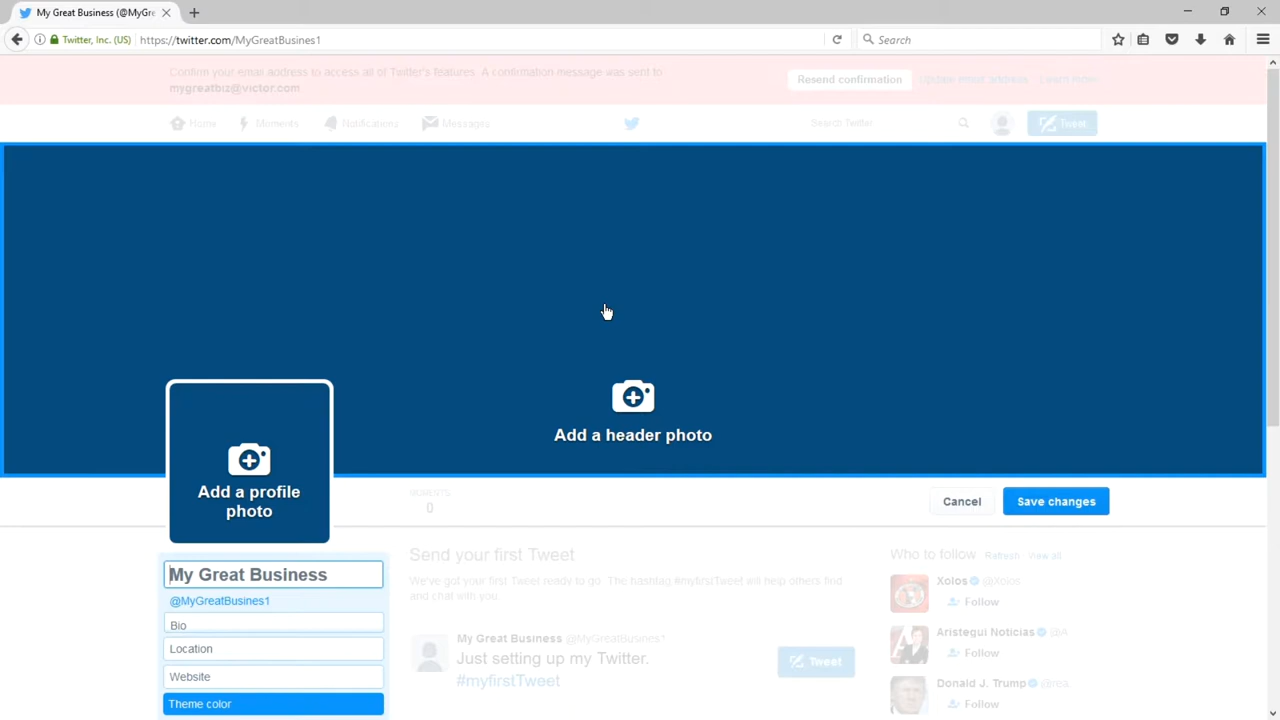 My Great Business (@MyGre
Twitter, Inc. (US)
https://twitter.com/MyGreatBusines1
Search
Confirm your email address to access all of Twitter's features. A confirmation message was sent to
mygreatbiz@victor.com
Resend confirmation
Update email address
Learn more
Home
Moments
Notifications
Messages
Search Twitter
Tweet
Add a header photo
Add a profile
photo
MOMENTS
0
Cancel
Save changes
My Great Business
@MyGreatBusines1
Bio
Location
Website
Theme color
Send your first Tweet
We've got your first Tweet ready to go. The hashtag #myfirstTweet will help others find
and chat with you.
My Great Business @MyGreatBusines1
Just setting up my Twitter.
#myfirstTweet
Tweet
Who to follow
Refresh · View all
Xolos @Xolos
Follow
Aristegui Noticias @A
Follow
Donald J. Trump @rea.
Follow